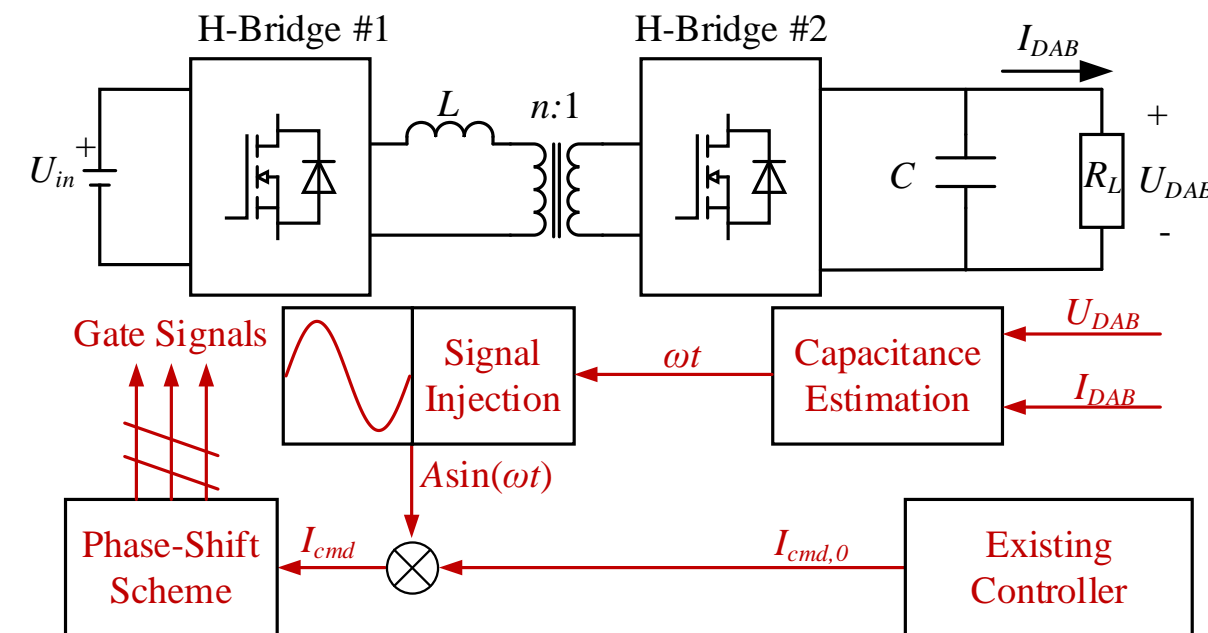 H-Bridge #1
H-Bridge #2
I_DAB
L
n:1
+
U_in
+
C
R_L
U_DAB
-
Gate Signals
Signal
Injection
ωt
Capacitance
Estimation
U_DAB
I_DAB
Asin(ωt)
Phase-Shift
Scheme
I_cmd
I_cmd,0
Existing
Controller